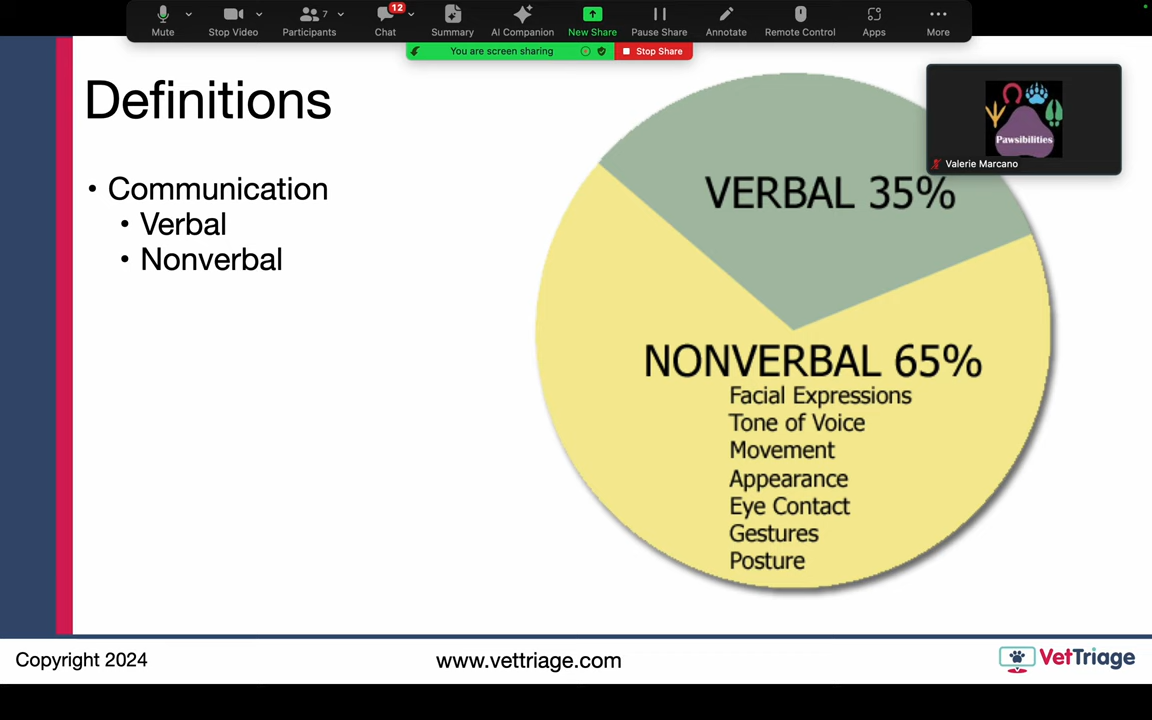 Mute
Stop Video
Participants
7
Chat
12
Summary
AI Companion
New Share
Pause Share
Annotate
Remote Control
Apps
More
You are screen sharing
Stop Share
Definitions
• Communication
• Verbal
• Nonverbal
VERBAL 35%
NONVERBAL 65%
Facial Expressions
Tone of Voice
Movement
Appearance
Eye Contact
Gestures
Posture
Pawsibilities
Valerie Marcano
Copyright 2024
www.vettriage.com
VetTriage